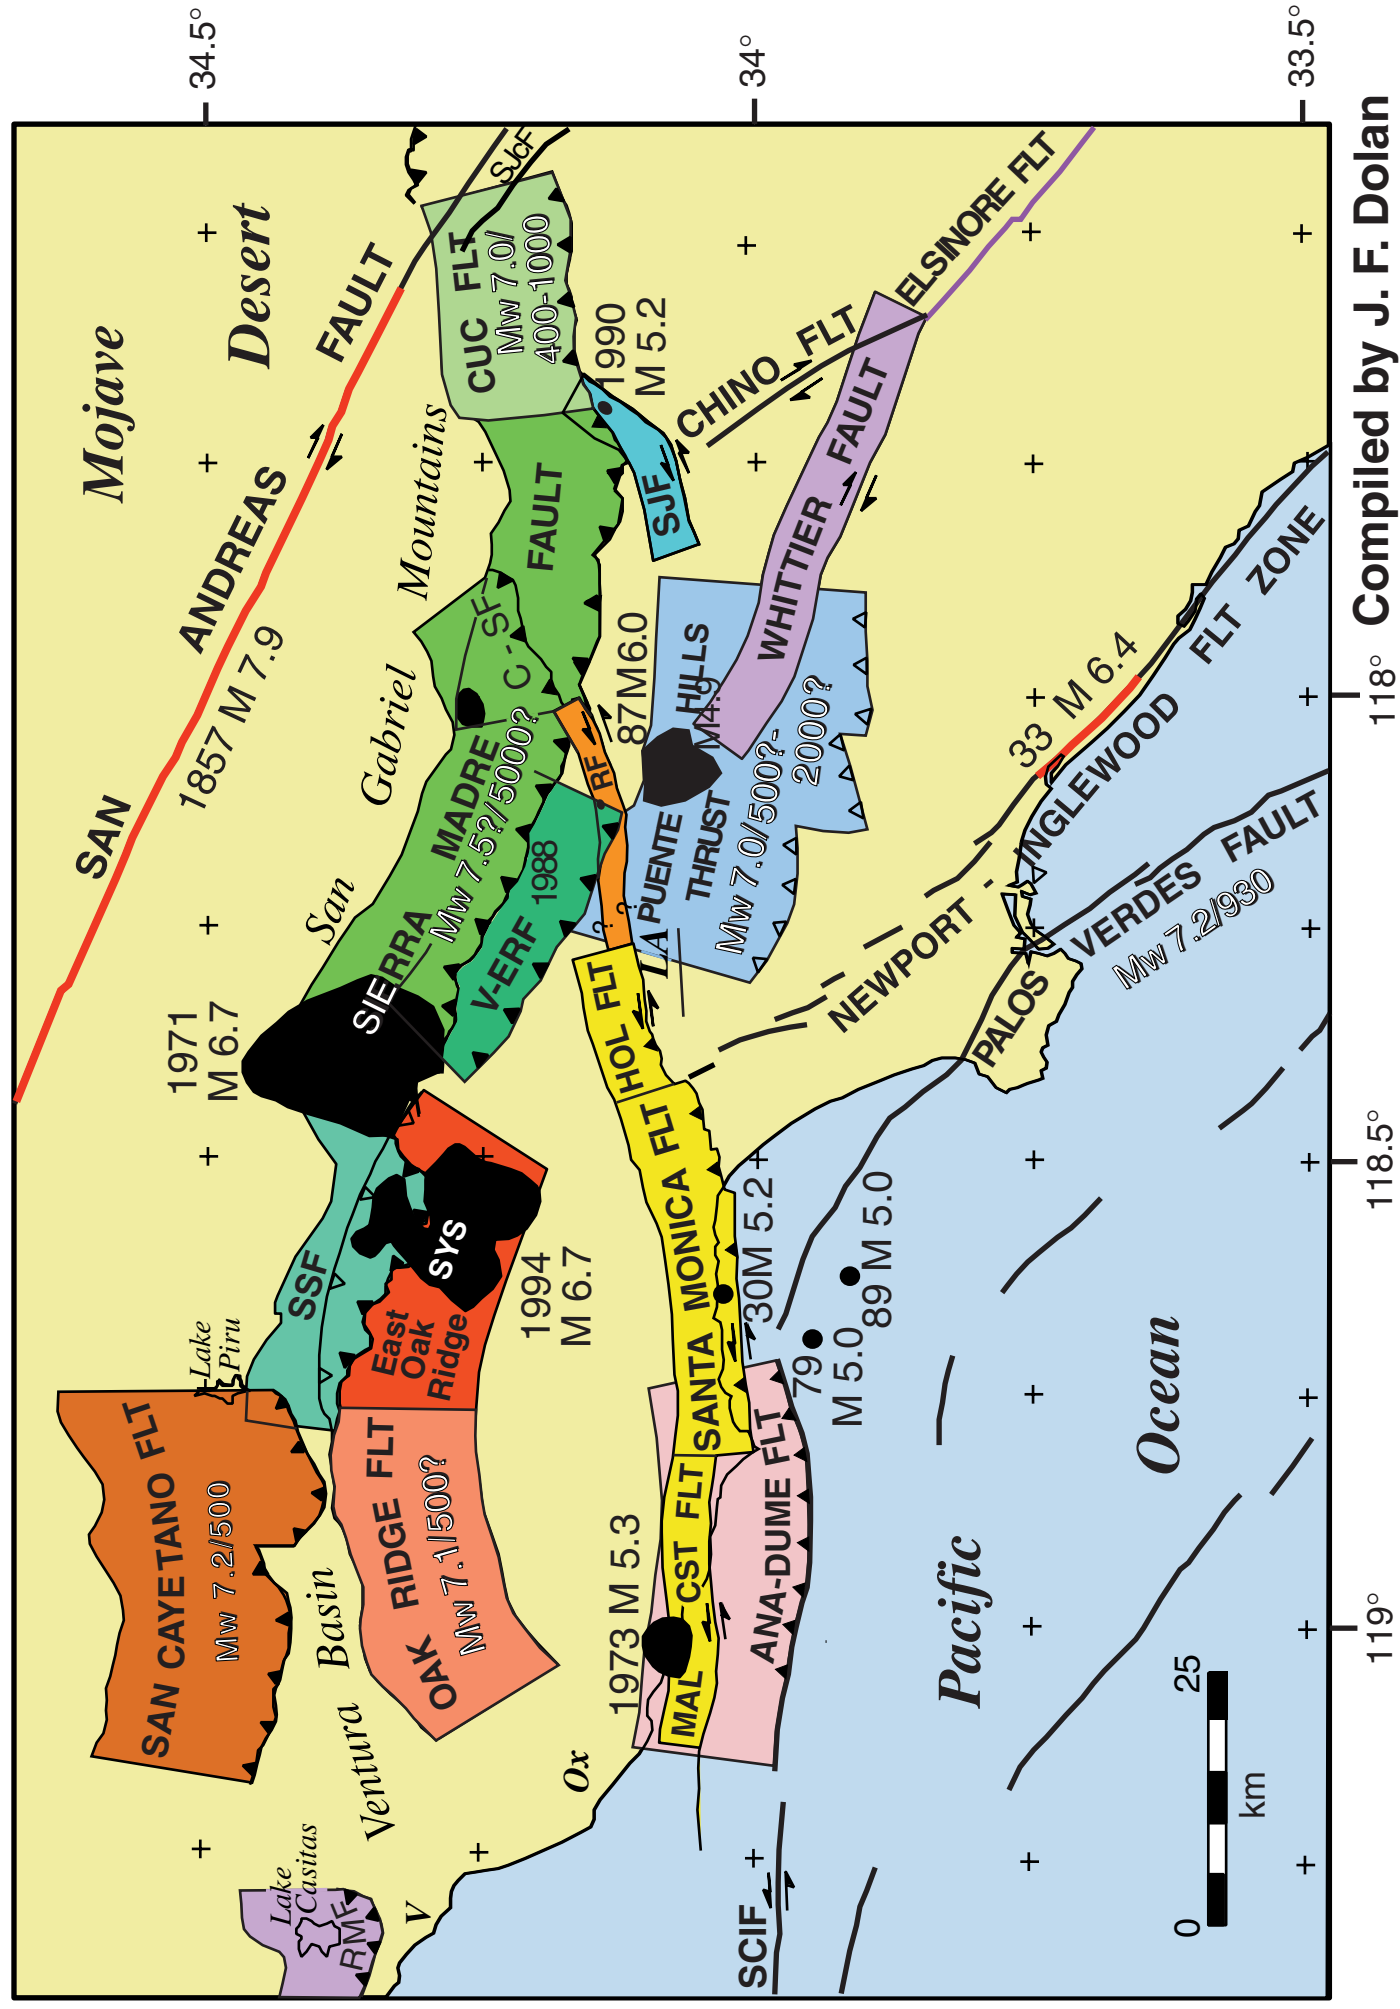 34.5°
34°
33.5°
Compiled by J. F. Dolan
118°
118.5°
119°
Mojave
Desert
SAN
ANDREAS
FAULT
1857 M 7.9
SJcF
San
Gabriel
Mountains
CUC FLT
Mw 7.0/
400-1000
1990
M 5.2
SJF
CHINO FLT
ELSINORE FLT
WHITTIER FAULT
SIERRA
MADRE
FAULT
Mw 7.5?/5000?
C - SF
1971
M 6.7
V-ERF
1988
RF
? ?
87 M 6.0
M4.9
LA
PUENTE
HILLS
THRUST
Mw 7.0/500?-
2000?
HOL FLT
SANTA MONICA FLT
30M 5.2
79
M 5.0
89 M 5.0
33 M 6.4
NEWPORT - INGLEWOOD
FLT ZONE
PALOS
VERDES
FAULT
Mw 7.2/930
SSF
SYS
1994
M 6.7
East
Oak
Ridge
Lake
Piru
SAN CAYETANO FLT
Mw 7.2/500
OAK RIDGE FLT
Mw 7.1/500?
Ventura
Basin
1973 M 5.3
MAL CST FLT
ANA-DUME FLT
Ox
V
Lake
Casitas
RMF
SCIF
Pacific
Ocean
0
25
km